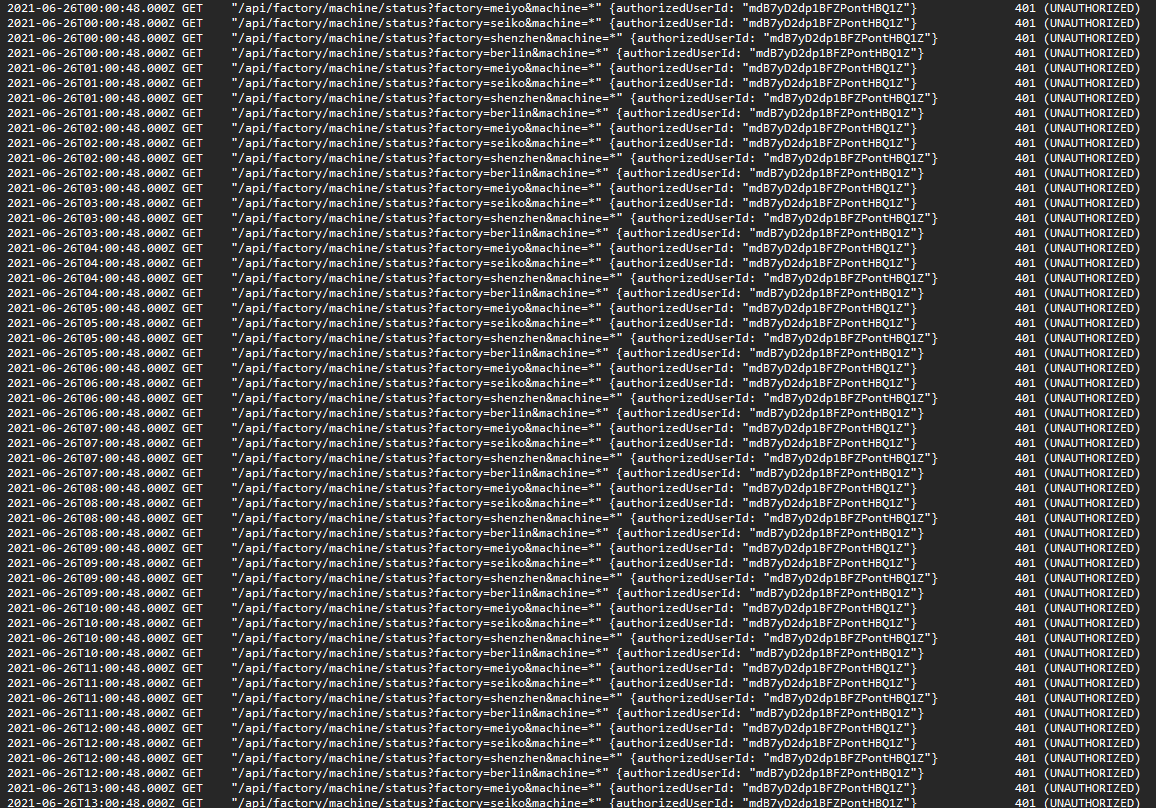 2021-06-26T00:00:48.000Z GET "/api/factory/machine/status?factory=meiyo&machine=*" {authorizedUserId: "mdB7yD2dp1BFZPontHBQ1Z"} 401 (UNAUTHORIZED)
2021-06-26T00:00:48.000Z GET "/api/factory/machine/status?factory=seiko&machine=*" {authorizedUserId: "mdB7yD2dp1BFZPontHBQ1Z"} 401 (UNAUTHORIZED)
2021-06-26T00:00:48.000Z GET "/api/factory/machine/status?factory=shenzhen&machine=*" {authorizedUserId: "mdB7yD2dp1BFZPontHBQ1Z"} 401 (UNAUTHORIZED)
2021-06-26T00:00:48.000Z GET "/api/factory/machine/status?factory=berlin&machine=*" {authorizedUserId: "mdB7yD2dp1BFZPontHBQ1Z"} 401 (UNAUTHORIZED)
2021-06-26T01:00:48.000Z GET "/api/factory/machine/status?factory=meiyo&machine=*" {authorizedUserId: "mdB7yD2dp1BFZPontHBQ1Z"} 401 (UNAUTHORIZED)
2021-06-26T01:00:48.000Z GET "/api/factory/machine/status?factory=seiko&machine=*" {authorizedUserId: "mdB7yD2dp1BFZPontHBQ1Z"} 401 (UNAUTHORIZED)
2021-06-26T01:00:48.000Z GET "/api/factory/machine/status?factory=shenzhen&machine=*" {authorizedUserId: "mdB7yD2dp1BFZPontHBQ1Z"} 401 (UNAUTHORIZED)
2021-06-26T01:00:48.000Z GET "/api/factory/machine/status?factory=berlin&machine=*" {authorizedUserId: "mdB7yD2dp1BFZPontHBQ1Z"} 401 (UNAUTHORIZED)
2021-06-26T02:00:48.000Z GET "/api/factory/machine/status?factory=meiyo&machine=*" {authorizedUserId: "mdB7yD2dp1BFZPontHBQ1Z"} 401 (UNAUTHORIZED)
2021-06-26T02:00:48.000Z GET "/api/factory/machine/status?factory=seiko&machine=*" {authorizedUserId: "mdB7yD2dp1BFZPontHBQ1Z"} 401 (UNAUTHORIZED)
2021-06-26T02:00:48.000Z GET "/api/factory/machine/status?factory=shenzhen&machine=*" {authorizedUserId: "mdB7yD2dp1BFZPontHBQ1Z"} 401 (UNAUTHORIZED)
2021-06-26T02:00:48.000Z GET "/api/factory/machine/status?factory=berlin&machine=*" {authorizedUserId: "mdB7yD2dp1BFZPontHBQ1Z"} 401 (UNAUTHORIZED)
2021-06-26T03:00:48.000Z GET "/api/factory/machine/status?factory=meiyo&machine=*" {authorizedUserId: "mdB7yD2dp1BFZPontHBQ1Z"} 401 (UNAUTHORIZED)
2021-06-26T03:00:48.000Z GET "/api/factory/machine/status?factory=seiko&machine=*" {authorizedUserId: "mdB7yD2dp1BFZPontHBQ1Z"} 401 (UNAUTHORIZED)
2021-06-26T03:00:48.000Z GET "/api/factory/machine/status?factory=shenzhen&machine=*" {authorizedUserId: "mdB7yD2dp1BFZPontHBQ1Z"} 401 (UNAUTHORIZED)
2021-06-26T03:00:48.000Z GET "/api/factory/machine/status?factory=berlin&machine=*" {authorizedUserId: "mdB7yD2dp1BFZPontHBQ1Z"} 401 (UNAUTHORIZED)
2021-06-26T04:00:48.000Z GET "/api/factory/machine/status?factory=meiyo&machine=*" {authorizedUserId: "mdB7yD2dp1BFZPontHBQ1Z"} 401 (UNAUTHORIZED)
2021-06-26T04:00:48.000Z GET "/api/factory/machine/status?factory=seiko&machine=*" {authorizedUserId: "mdB7yD2dp1BFZPontHBQ1Z"} 401 (UNAUTHORIZED)
2021-06-26T04:00:48.000Z GET "/api/factory/machine/status?factory=shenzhen&machine=*" {authorizedUserId: "mdB7yD2dp1BFZPontHBQ1Z"} 401 (UNAUTHORIZED)
2021-06-26T04:00:48.000Z GET "/api/factory/machine/status?factory=berlin&machine=*" {authorizedUserId: "mdB7yD2dp1BFZPontHBQ1Z"} 401 (UNAUTHORIZED)
2021-06-26T05:00:48.000Z GET "/api/factory/machine/status?factory=meiyo&machine=*" {authorizedUserId: "mdB7yD2dp1BFZPontHBQ1Z"} 401 (UNAUTHORIZED)
2021-06-26T05:00:48.000Z GET "/api/factory/machine/status?factory=seiko&machine=*" {authorizedUserId: "mdB7yD2dp1BFZPontHBQ1Z"} 401 (UNAUTHORIZED)
2021-06-26T05:00:48.000Z GET "/api/factory/machine/status?factory=shenzhen&machine=*" {authorizedUserId: "mdB7yD2dp1BFZPontHBQ1Z"} 401 (UNAUTHORIZED)
2021-06-26T05:00:48.000Z GET "/api/factory/machine/status?factory=berlin&machine=*" {authorizedUserId: "mdB7yD2dp1BFZPontHBQ1Z"} 401 (UNAUTHORIZED)
2021-06-26T06:00:48.000Z GET "/api/factory/machine/status?factory=meiyo&machine=*" {authorizedUserId: "mdB7yD2dp1BFZPontHBQ1Z"} 401 (UNAUTHORIZED)
2021-06-26T06:00:48.000Z GET "/api/factory/machine/status?factory=seiko&machine=*" {authorizedUserId: "mdB7yD2dp1BFZPontHBQ1Z"} 401 (UNAUTHORIZED)
2021-06-26T06:00:48.000Z GET "/api/factory/machine/status?factory=shenzhen&machine=*" {authorizedUserId: "mdB7yD2dp1BFZPontHBQ1Z"} 401 (UNAUTHORIZED)
2021-06-26T06:00:48.000Z GET "/api/factory/machine/status?factory=berlin&machine=*" {authorizedUserId: "mdB7yD2dp1BFZPontHBQ1Z"} 401 (UNAUTHORIZED)
2021-06-26T07:00:48.000Z GET "/api/factory/machine/status?factory=meiyo&machine=*" {authorizedUserId: "mdB7yD2dp1BFZPontHBQ1Z"} 401 (UNAUTHORIZED)
2021-06-26T07:00:48.000Z GET "/api/factory/machine/status?factory=seiko&machine=*" {authorizedUserId: "mdB7yD2dp1BFZPontHBQ1Z"} 401 (UNAUTHORIZED)
2021-06-26T07:00:48.000Z GET "/api/factory/machine/status?factory=shenzhen&machine=*" {authorizedUserId: "mdB7yD2dp1BFZPontHBQ1Z"} 401 (UNAUTHORIZED)
2021-06-26T07:00:48.000Z GET "/api/factory/machine/status?factory=berlin&machine=*" {authorizedUserId: "mdB7yD2dp1BFZPontHBQ1Z"} 401 (UNAUTHORIZED)
2021-06-26T08:00:48.000Z GET "/api/factory/machine/status?factory=meiyo&machine=*" {authorizedUserId: "mdB7yD2dp1BFZPontHBQ1Z"} 401 (UNAUTHORIZED)
2021-06-26T08:00:48.000Z GET "/api/factory/machine/status?factory=seiko&machine=*" {authorizedUserId: "mdB7yD2dp1BFZPontHBQ1Z"} 401 (UNAUTHORIZED)
2021-06-26T08:00:48.000Z GET "/api/factory/machine/status?factory=shenzhen&machine=*" {authorizedUserId: "mdB7yD2dp1BFZPontHBQ1Z"} 401 (UNAUTHORIZED)
2021-06-26T08:00:48.000Z GET "/api/factory/machine/status?factory=berlin&machine=*" {authorizedUserId: "mdB7yD2dp1BFZPontHBQ1Z"} 401 (UNAUTHORIZED)
2021-06-26T09:00:48.000Z GET "/api/factory/machine/status?factory=meiyo&machine=*" {authorizedUserId: "mdB7yD2dp1BFZPontHBQ1Z"} 401 (UNAUTHORIZED)
2021-06-26T09:00:48.000Z GET "/api/factory/machine/status?factory=seiko&machine=*" {authorizedUserId: "mdB7yD2dp1BFZPontHBQ1Z"} 401 (UNAUTHORIZED)
2021-06-26T09:00:48.000Z GET "/api/factory/machine/status?factory=shenzhen&machine=*" {authorizedUserId: "mdB7yD2dp1BFZPontHBQ1Z"} 401 (UNAUTHORIZED)
2021-06-26T09:00:48.000Z GET "/api/factory/machine/status?factory=berlin&machine=*" {authorizedUserId: "mdB7yD2dp1BFZPontHBQ1Z"} 401 (UNAUTHORIZED)
2021-06-26T10:00:48.000Z GET "/api/factory/machine/status?factory=meiyo&machine=*" {authorizedUserId: "mdB7yD2dp1BFZPontHBQ1Z"} 401 (UNAUTHORIZED)
2021-06-26T10:00:48.000Z GET "/api/factory/machine/status?factory=seiko&machine=*" {authorizedUserId: "mdB7yD2dp1BFZPontHBQ1Z"} 401 (UNAUTHORIZED)
2021-06-26T10:00:48.000Z GET "/api/factory/machine/status?factory=shenzhen&machine=*" {authorizedUserId: "mdB7yD2dp1BFZPontHBQ1Z"} 401 (UNAUTHORIZED)
2021-06-26T10:00:48.000Z GET "/api/factory/machine/status?factory=berlin&machine=*" {authorizedUserId: "mdB7yD2dp1BFZPontHBQ1Z"} 401 (UNAUTHORIZED)
2021-06-26T11:00:48.000Z GET "/api/factory/machine/status?factory=meiyo&machine=*" {authorizedUserId: "mdB7yD2dp1BFZPontHBQ1Z"} 401 (UNAUTHORIZED)
2021-06-26T11:00:48.000Z GET "/api/factory/machine/status?factory=seiko&machine=*" {authorizedUserId: "mdB7yD2dp1BFZPontHBQ1Z"} 401 (UNAUTHORIZED)
2021-06-26T11:00:48.000Z GET "/api/factory/machine/status?factory=shenzhen&machine=*" {authorizedUserId: "mdB7yD2dp1BFZPontHBQ1Z"} 401 (UNAUTHORIZED)
2021-06-26T11:00:48.000Z GET "/api/factory/machine/status?factory=berlin&machine=*" {authorizedUserId: "mdB7yD2dp1BFZPontHBQ1Z"} 401 (UNAUTHORIZED)
2021-06-26T12:00:48.000Z GET "/api/factory/machine/status?factory=meiyo&machine=*" {authorizedUserId: "mdB7yD2dp1BFZPontHBQ1Z"} 401 (UNAUTHORIZED)
2021-06-26T12:00:48.000Z GET "/api/factory/machine/status?factory=seiko&machine=*" {authorizedUserId: "mdB7yD2dp1BFZPontHBQ1Z"} 401 (UNAUTHORIZED)
2021-06-26T12:00:48.000Z GET "/api/factory/machine/status?factory=shenzhen&machine=*" {authorizedUserId: "mdB7yD2dp1BFZPontHBQ1Z"} 401 (UNAUTHORIZED)
2021-06-26T12:00:48.000Z GET "/api/factory/machine/status?factory=berlin&machine=*" {authorizedUserId: "mdB7yD2dp1BFZPontHBQ1Z"} 401 (UNAUTHORIZED)
2021-06-26T13:00:48.000Z GET "/api/factory/machine/status?factory=meiyo&machine=*" {authorizedUserId: "mdB7yD2dp1BFZPontHBQ1Z"} 401 (UNAUTHORIZED)
2021-06-26T13:00:48.000Z GET "/api/factory/machine/status?factory=seiko&machine=*" {authorizedUserId: "mdB7yD2dp1BFZPontHBQ1Z"} 401 (UNAUTHORIZED)